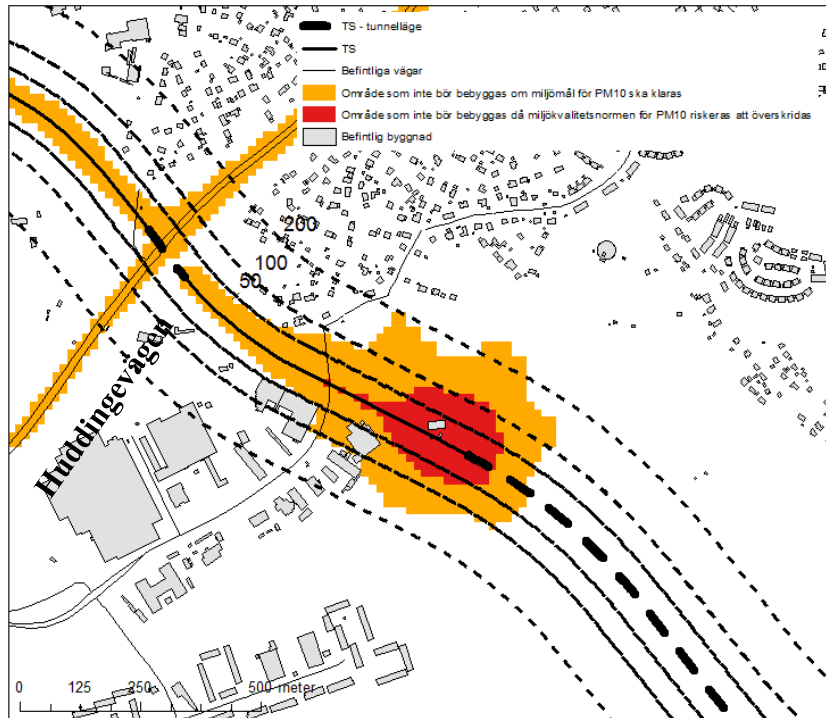 TS - tunnelläge
TS
Befintliga vägar
Område som inte bör bebyggas om miljömål för PM10 ska klaras
Område som inte bör bebyggas då miljökvalitetsnormen för PM10 riskeras att överskridas
Befintlig byggnad
200
100
50
Huddingevägen
0 125 250 500 meter